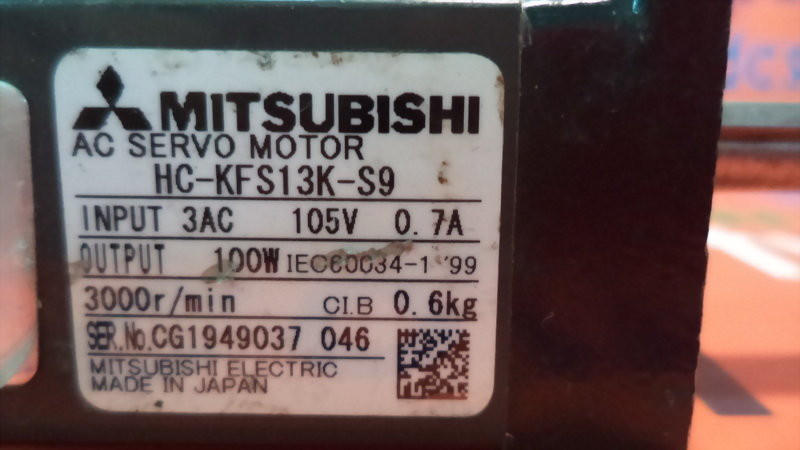 MITSUBISHI
AC SERVO MOTOR
HC-KFS13K-S9
INPUT 3AC 105V 0.7A
OUTPUT 100W IEC60034-1 '99
3000r/min CI.B 0.6kg
SER.No.CG1949037 046
MITSUBISHI ELECTRIC
MADE IN JAPAN